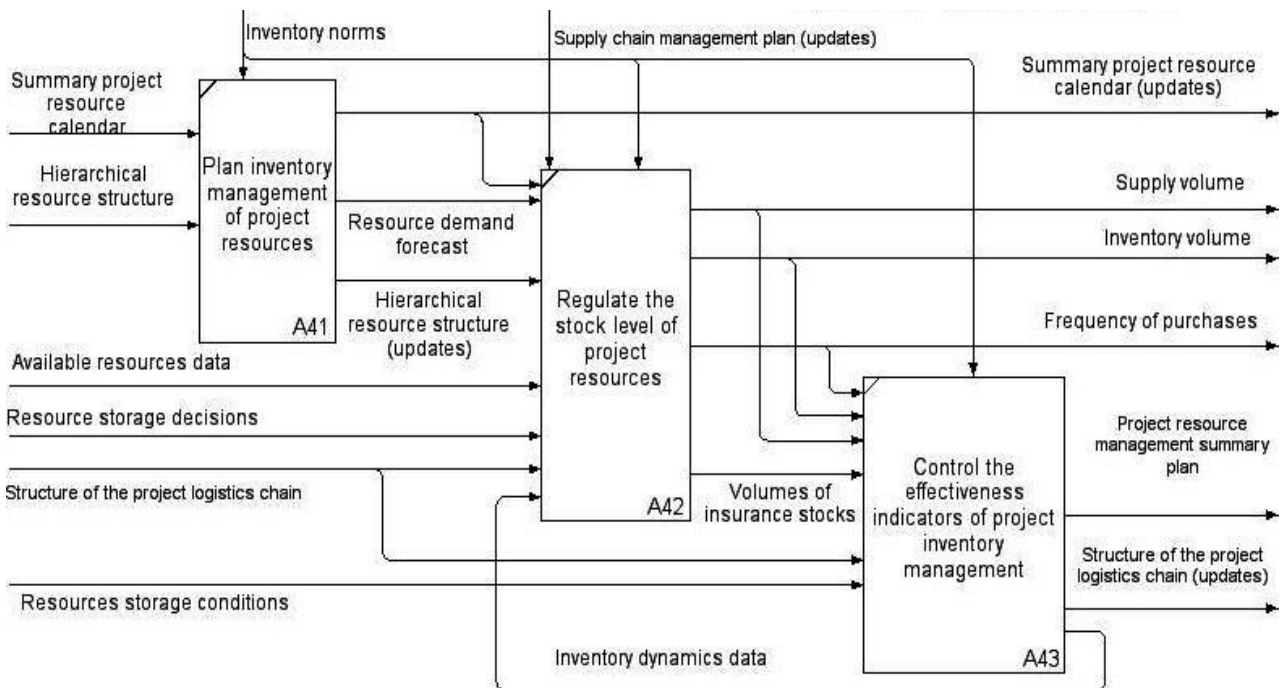 Inventory norms
Supply chain management plan (updates)
Summary project
resource
calendar
Summary project resource
calendar (updates)
Hierarchical
resource structure
Plan inventory
management
of project
resources
A41
Resource demand
forecast
Hierarchical
resource structure
(updates)
Supply volume
Inventory volume
Regulate the
stock level of
project
resources
A42
Frequency of purchases
Available resources data
Resource storage decisions
Structure of the project logistics chain
Resources storage conditions
Volumes of
insurance stocks
Control the
effectiveness
indicators of project
inventory
management
A43
Project resource
management summary
plan
Structure of the project
logistics chain (updates)
Inventory dynamics data